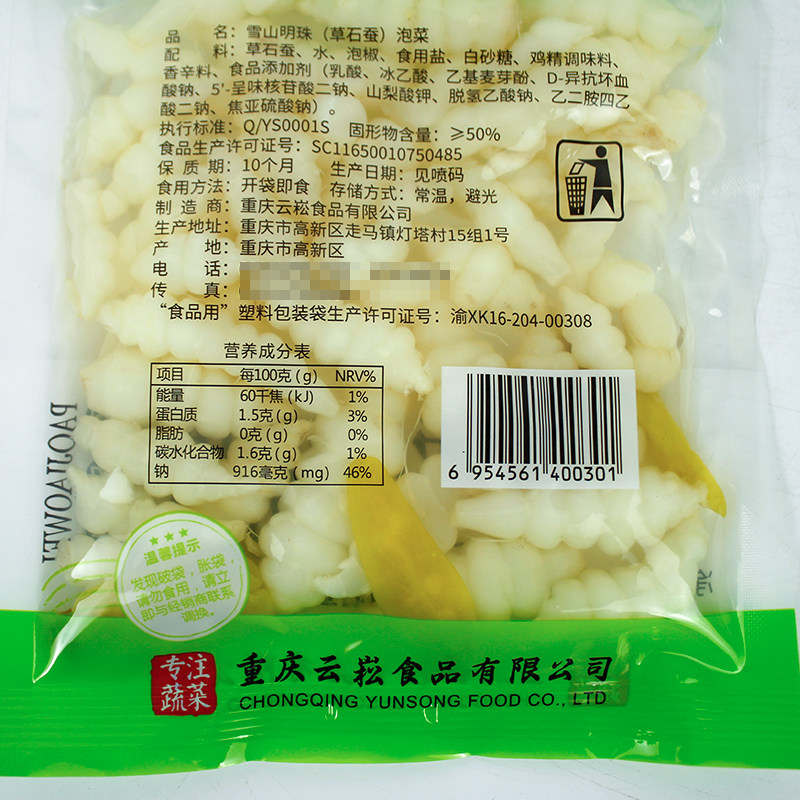 品 名：雪山明珠（草石蚕）泡菜
配 料：草石蚕、水、泡椒、食用盐、白砂糖、鸡精调味料、
香辛料、食品添加剂（乳酸、冰乙酸、乙基麦芽酚、D-异抗坏血
酸钠、5'-呈味核苷酸二钠、山梨酸钾、脱氢乙酸钠、乙二胺四乙
酸二钠、焦亚硫酸钠）。
执行标准：Q/YS0001S 固形物含量：≥50%
食品生产许可证号：SC11650010750485
保 质 期：10个月 生产日期：见喷码
食用方法：开袋即食 存储方式：常温，避光
制 造 商：重庆云崧食品有限公司
生产地址：重庆市高新区走马镇灯塔村15组1号
产 地：重庆市高新区
电 话：
传 真：
“食品用”塑料包装袋生产许可证号：渝XK16-204-00308
营养成分表
项目 每100克(g) NRV%
能量 60千焦(kJ) 1%
蛋白质 1.5克(g) 3%
脂肪 0克(g) 0%
碳水化合物 1.6克(g) 1%
钠 916毫克(mg) 46%
6 954561 400301
PAOJIAOWEI
温馨提示
发现破袋，胀袋，
请勿食用，请立
即与经销商联系
调换。
专注
蔬菜
重庆云崧食品有限公司
CHONGQING YUNSONG FOOD CO., LTD